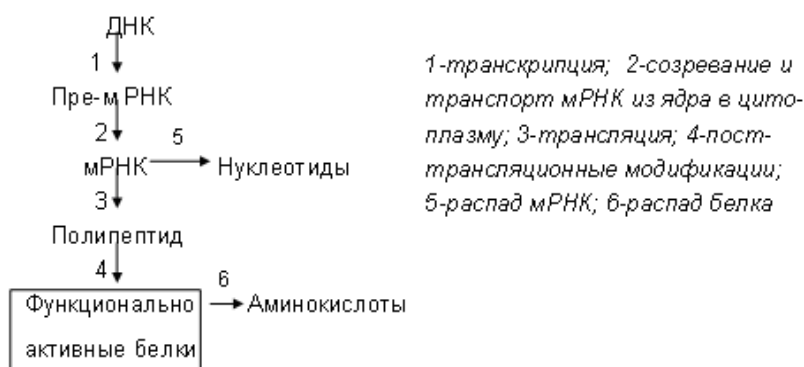 ДНК
1
Пре-мРНК
2
5
мРНК
Нуклеотиды
3
Полипептид
4
6
Функционально
активные белки
Аминокислоты
1-транскрипция; 2-созревание и
транспорт мРНК из ядра в цито-
плазму; 3-трансляция; 4-пост-
трансляционные модификации;
5-распад мРНК; 6-распад белка